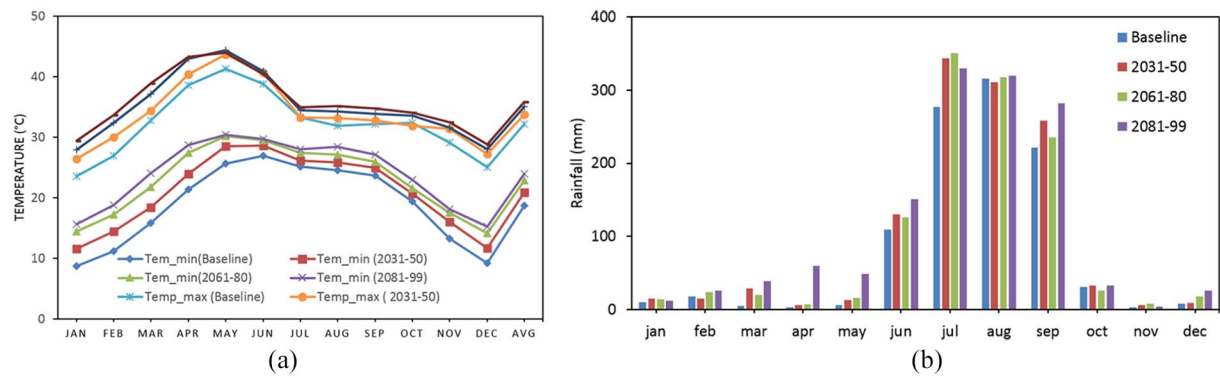 50
40
30
20
10
0
TEMPERATURE (°C)
Tem_min(Baseline)
Tem_min (2031-50)
Tem_min(2061-80)
Tem_min (2081-99)
Temp_max (Baseline)
Temp_max ( 2031-50)
JAN FEB MAR APR MAY JUN JUL AUG SEP OCT NOV DEC AVG
(a)
400
300
200
100
0
Rainfall (mm)
Baseline
2031-50
2061-80
2081-99
jan feb mar apr may jun jul aug sep oct nov dec
(b)